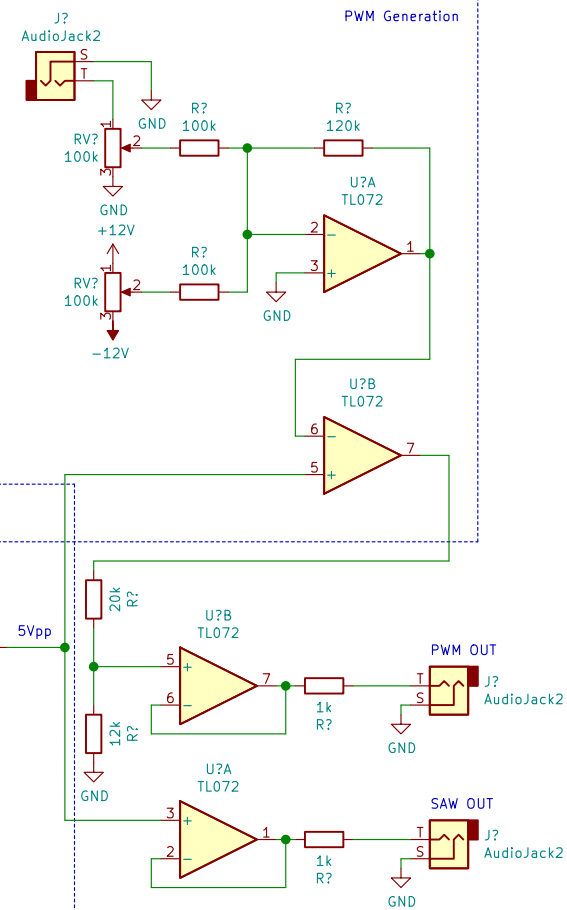 PWM Generation
J?
AudioJack2
S
T
GND
R?
100k
R?
120k
RV?
100k
1
2
3
GND
U?A
TL072
2
3
1
+12V
R?
100k
RV?
100k
1
2
3
GND
-12V
U?B
TL072
6
5
7
20k
R?
5Vpp
U?B
TL072
5
6
7
PWM OUT
T
S
J?
AudioJack2
1k
R?
12k
R?
GND
GND
U?A
TL072
3
2
1
SAW OUT
T
S
J?
AudioJack2
1k
R?
GND